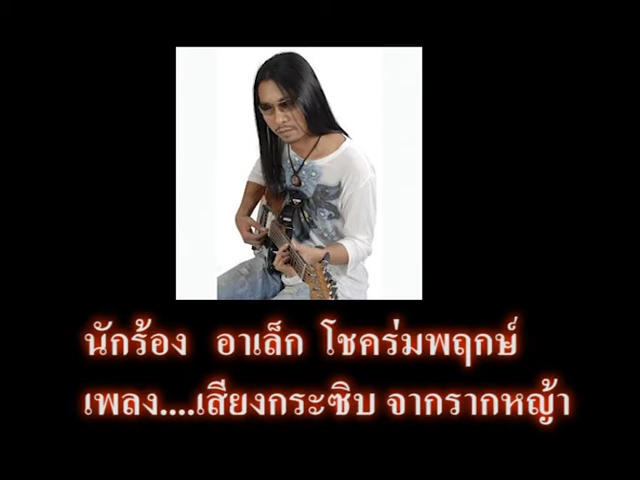 นักร้อง อาเล็ก โชคร่มพฤกษ์
เพลง....เสียงกระซิบ จากรากหญ้า